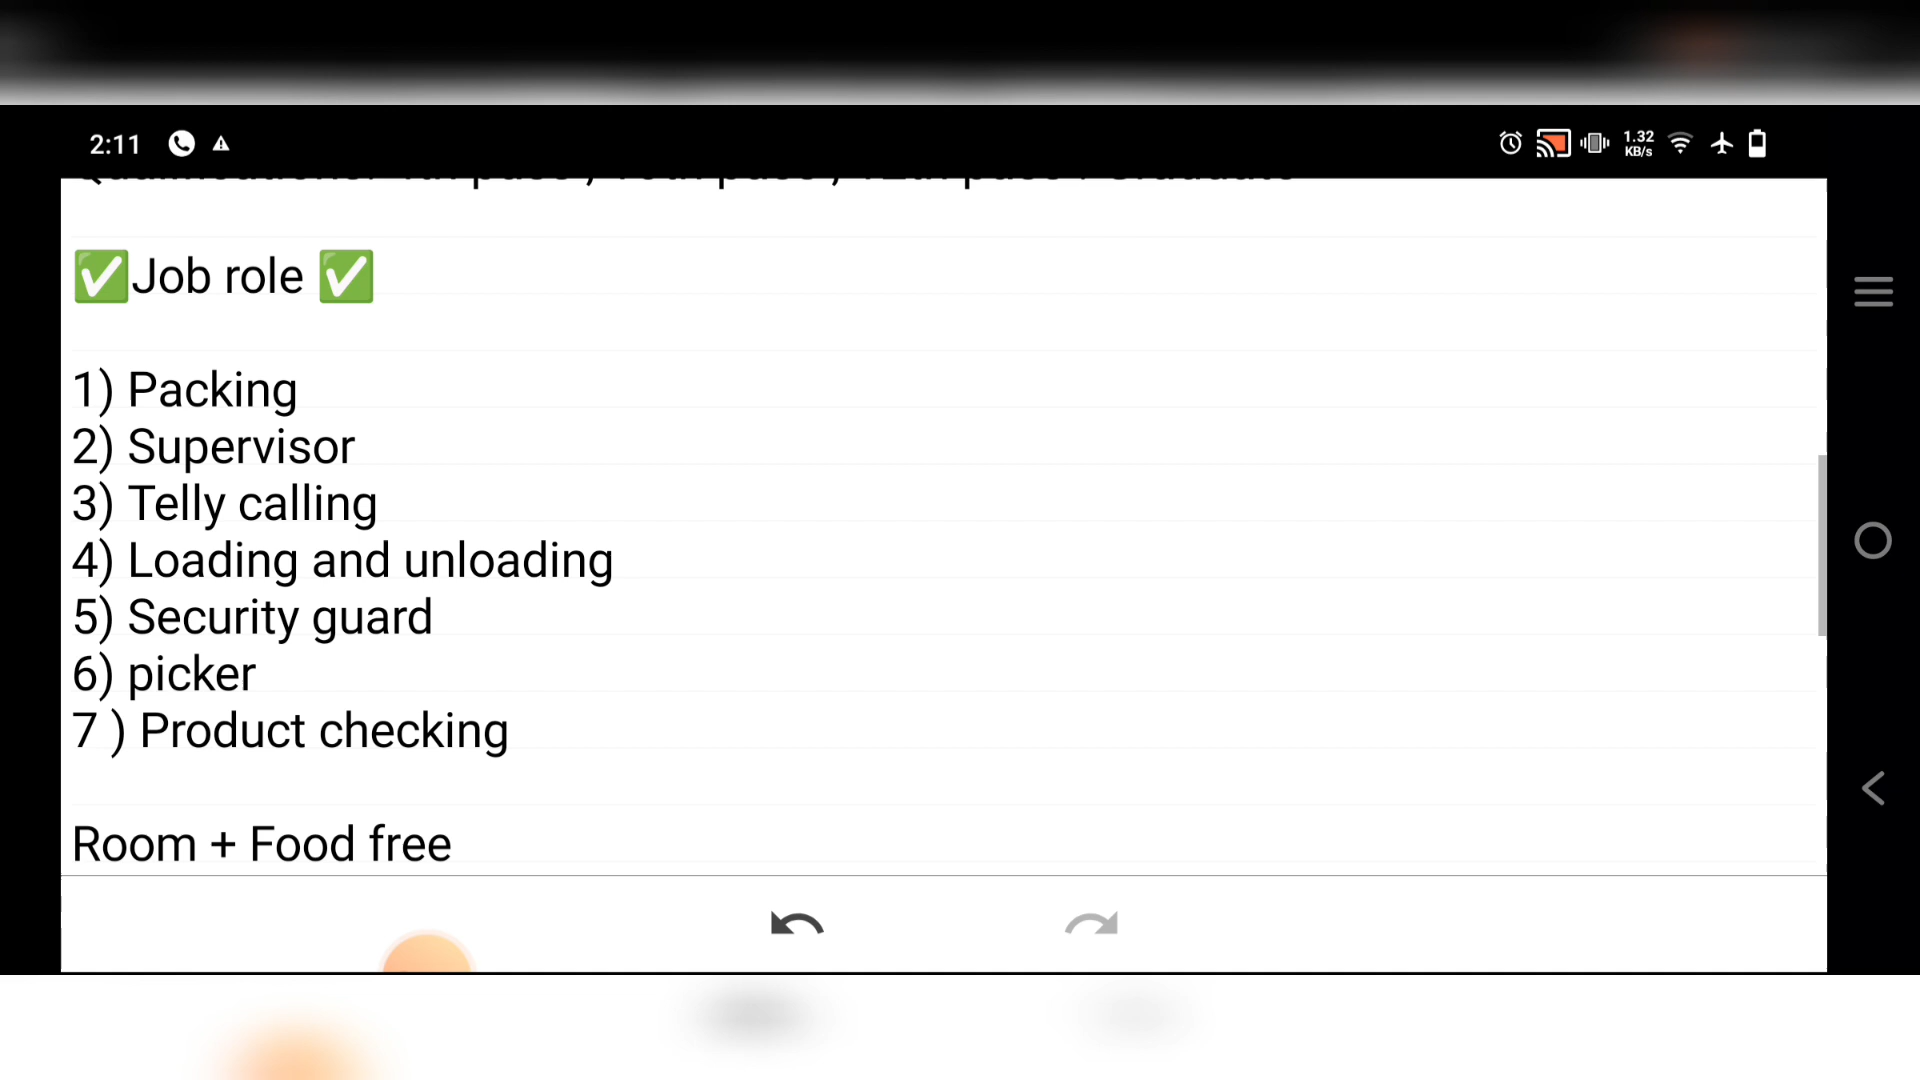 2:11
1.32
KB/s
✅Job role ✅
1) Packing
2) Supervisor
3) Telly calling
4) Loading and unloading
5) Security guard
6) picker
7 ) Product checking
Room + Food free